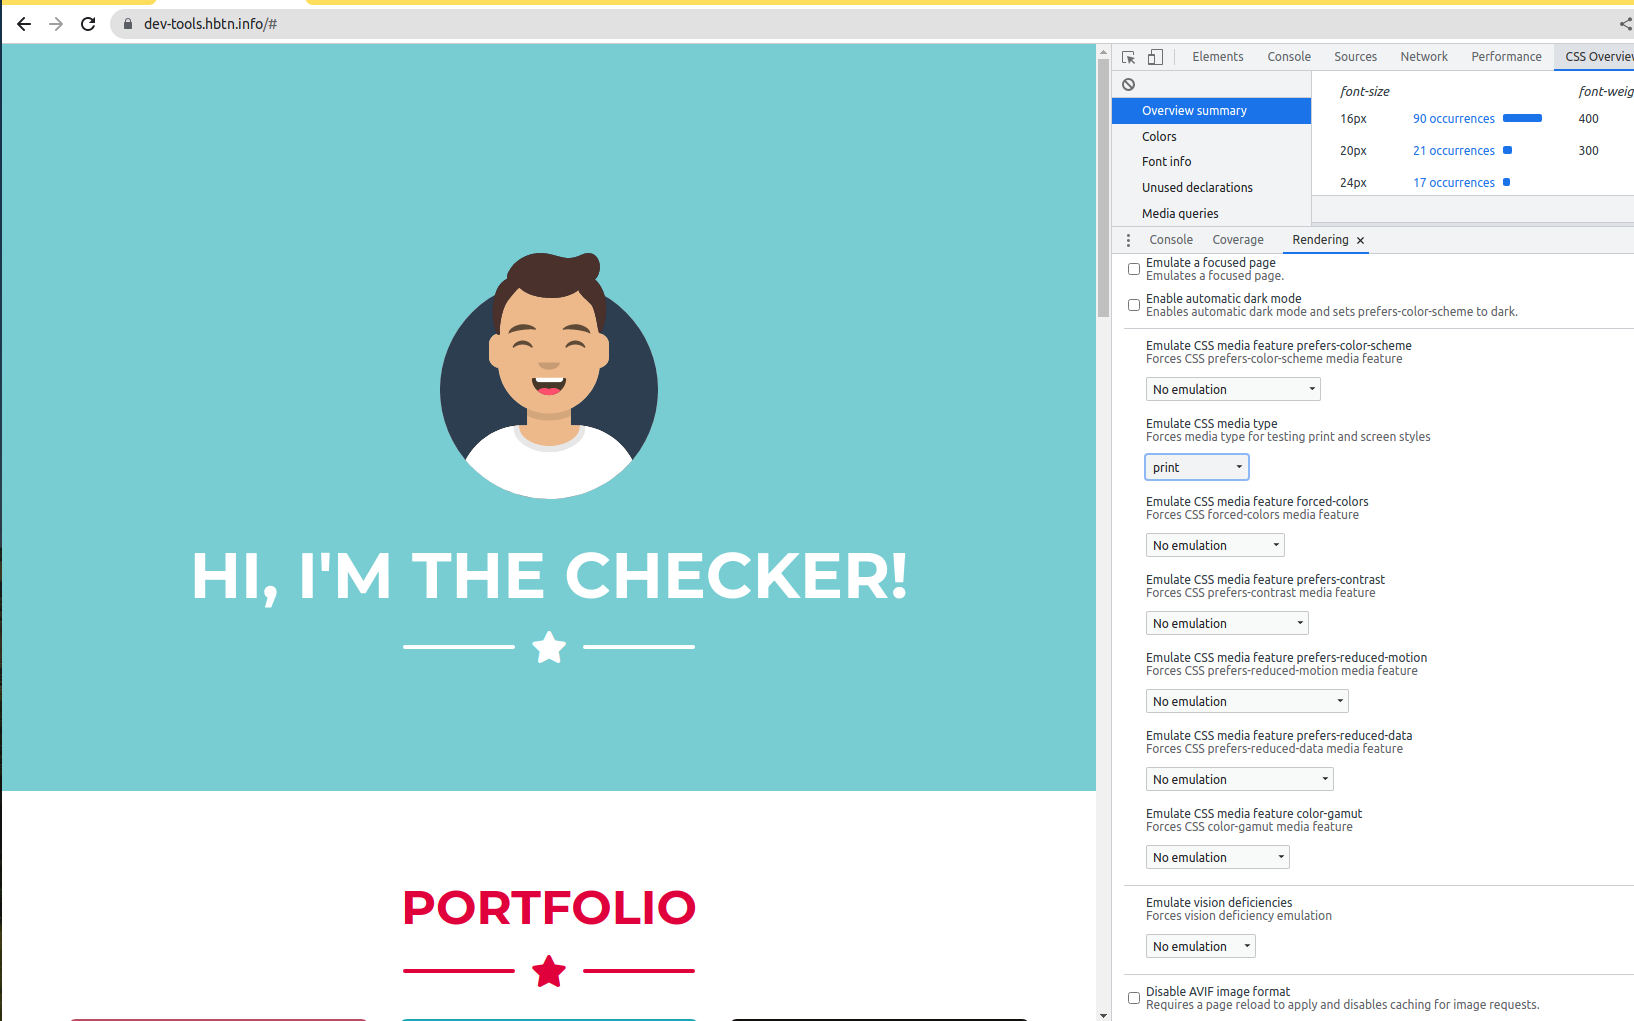 dev-tools.hbtn.info/#
Elements Console Sources Network Performance CSS Overview
Overview summary
Colors
Font info
Unused declarations
Media queries
font-size font-weig
16px 90 occurrences 400
20px 21 occurrences 300
24px 17 occurrences
Console Coverage Rendering
Emulate a focused page
Emulates a focused page.
Enable automatic dark mode
Enables automatic dark mode and sets prefers-color-scheme to dark.
Emulate CSS media feature prefers-color-scheme
Forces CSS prefers-color-scheme media feature
No emulation
Emulate CSS media type
Forces media type for testing print and screen styles
print
Emulate CSS media feature forced-colors
Forces CSS forced-colors media feature
No emulation
Emulate CSS media feature prefers-contrast
Forces CSS prefers-contrast media feature
No emulation
Emulate CSS media feature prefers-reduced-motion
Forces CSS prefers-reduced-motion media feature
No emulation
Emulate CSS media feature prefers-reduced-data
Forces CSS prefers-reduced-data media feature
No emulation
Emulate CSS media feature color-gamut
Forces CSS color-gamut media feature
No emulation
Emulate vision deficiencies
Forces vision deficiency emulation
No emulation
Disable AVIF image format
Requires a page reload to apply and disables caching for image requests.
HI, I'M THE CHECKER!
PORTFOLIO